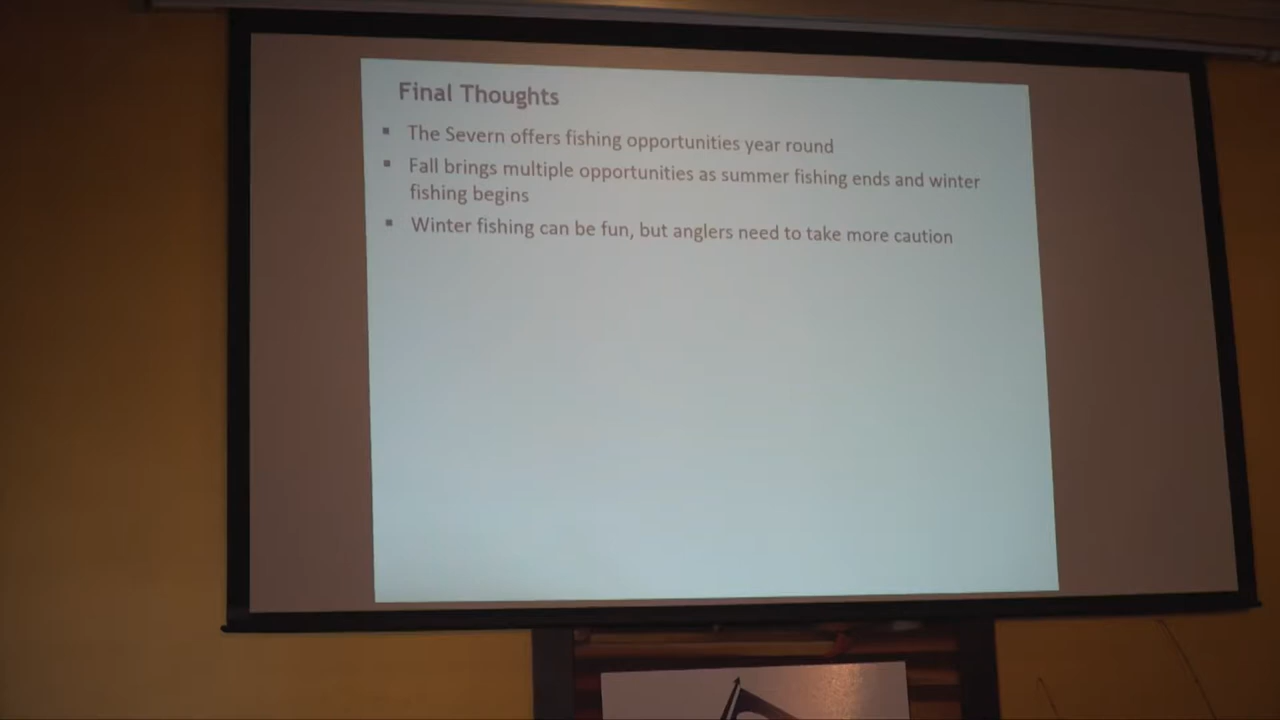 Final Thoughts
▪ The Severn offers fishing opportunities year round
▪ Fall brings multiple opportunities as summer fishing ends and winter
fishing begins
▪ Winter fishing can be fun, but anglers need to take more caution